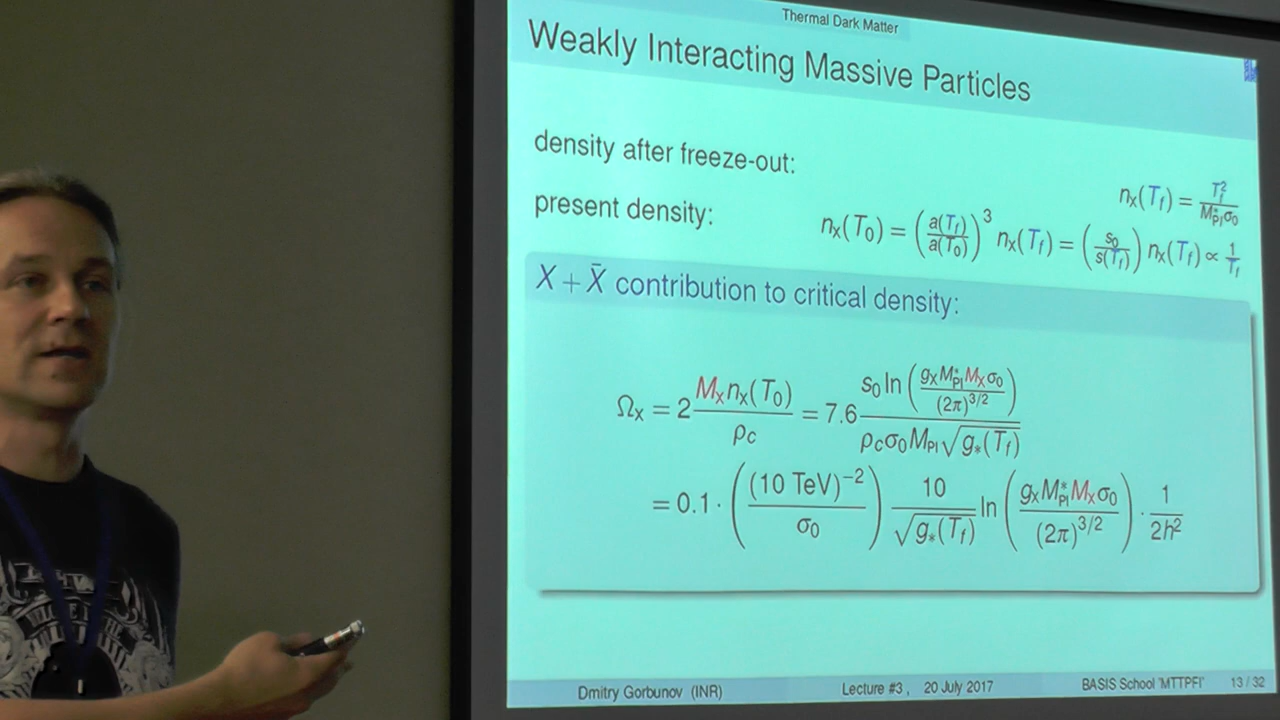 Thermal Dark Matter
Weakly Interacting Massive Particles
density after freeze-out: n_X(T_f) = T_f^2 / (M_Pl^* σ_0)
present density: n_X(T_0) = (a(T_f) / a(T_0))^3 n_X(T_f) = (s_0 / s(T_f)) n_X(T_f) ∝ 1 / T_f
X + X̄ contribution to critical density:
Ω_X = 2 M_X n_X(T_0) / ρ_c = 7.6 s_0 ln (g_X M_Pl^* M_X σ_0 / (2π)^{3/2}) / (ρ_c σ_0 M_Pl √g_*(T_f))
= 0.1 · ((10 TeV)^{-2} / σ_0) 10 / √g_*(T_f) ln (g_X M_Pl^* M_X σ_0 / (2π)^{3/2}) · 1 / 2h^2
Dmitry Gorbunov (INR) Lecture #3 , 20 July 2017 BASIS School 'MTTPFI' 13 / 32